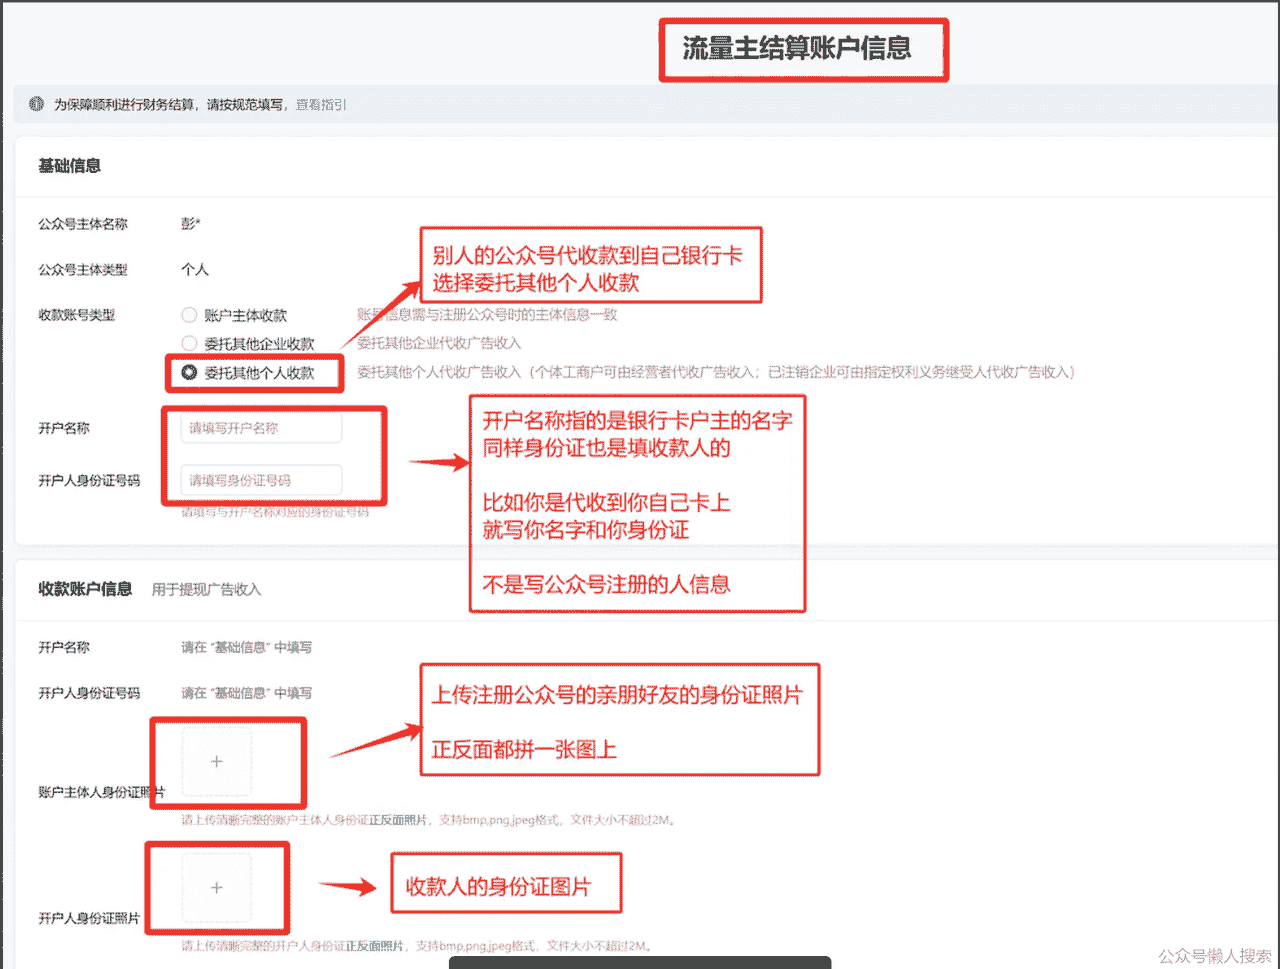 流量主结算账户信息
为保障顺利进行财务结算，请按规范填写，查看指引
基础信息
公众号主体名称 彭*
公众号主体类型 个人
别人的公众号代收款到自己银行卡
选择委托其他个人收款
收款账号类型 账户主体收款 账号信息需与注册公众号时的主体信息一致
委托其他企业收款 委托其他企业代收广告收入
委托其他个人收款 委托其他个人代收广告收入（个体工商户可由经营者代收广告收入；已注销企业可由指定权利义务继受人代收广告收入）
开户名称 请填写开户名称
开户人身份证号码 请填写身份证号码
请填写与开户名称对应的身份证号码
开户名称指的是银行卡户主的名字
同样身份证也是填收款人的
比如你是代收到你自己卡上
就写你名字和你身份证
不是写公众号注册的人信息
收款账户信息 用于提现广告收入
开户名称 请在 “基础信息” 中填写
开户人身份证号码 请在 “基础信息” 中填写
上传注册公众号的亲朋好友的身份证照片
正反面都拼一张图上
账户主体人身份证照片
请上传清晰完整的账户主体人身份证正反面照片，支持bmp,png,jpeg格式，文件大小不超过2M。
收款人的身份证图片
开户人身份证照片
请上传清晰完整的开户人身份证正反面照片，支持bmp,png,jpeg格式，文件大小不超过2M。
公众号懒人搜索